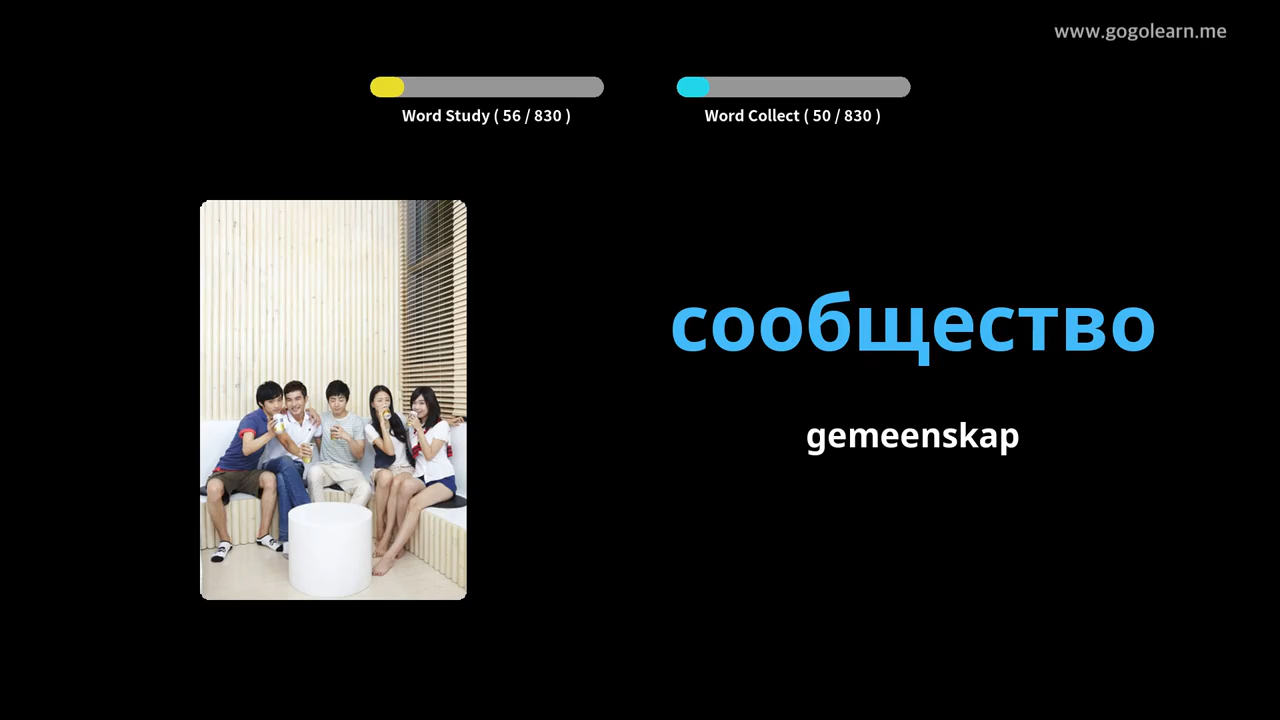 www.gogolearn.me
Word Study ( 56 / 830 )
Word Collect ( 50 / 830 )
сообщество
gemeenskap